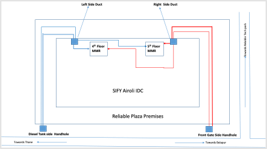 Left Side Duct
Right Side Duct
4th Floor
MMR
5th Floor
MMR
SIFY Airoli IDC
Reliable Plaza Premises
Diesel Tank side Handhole
Front Gate Side Handhole
Towards Thane
Towards Belapur